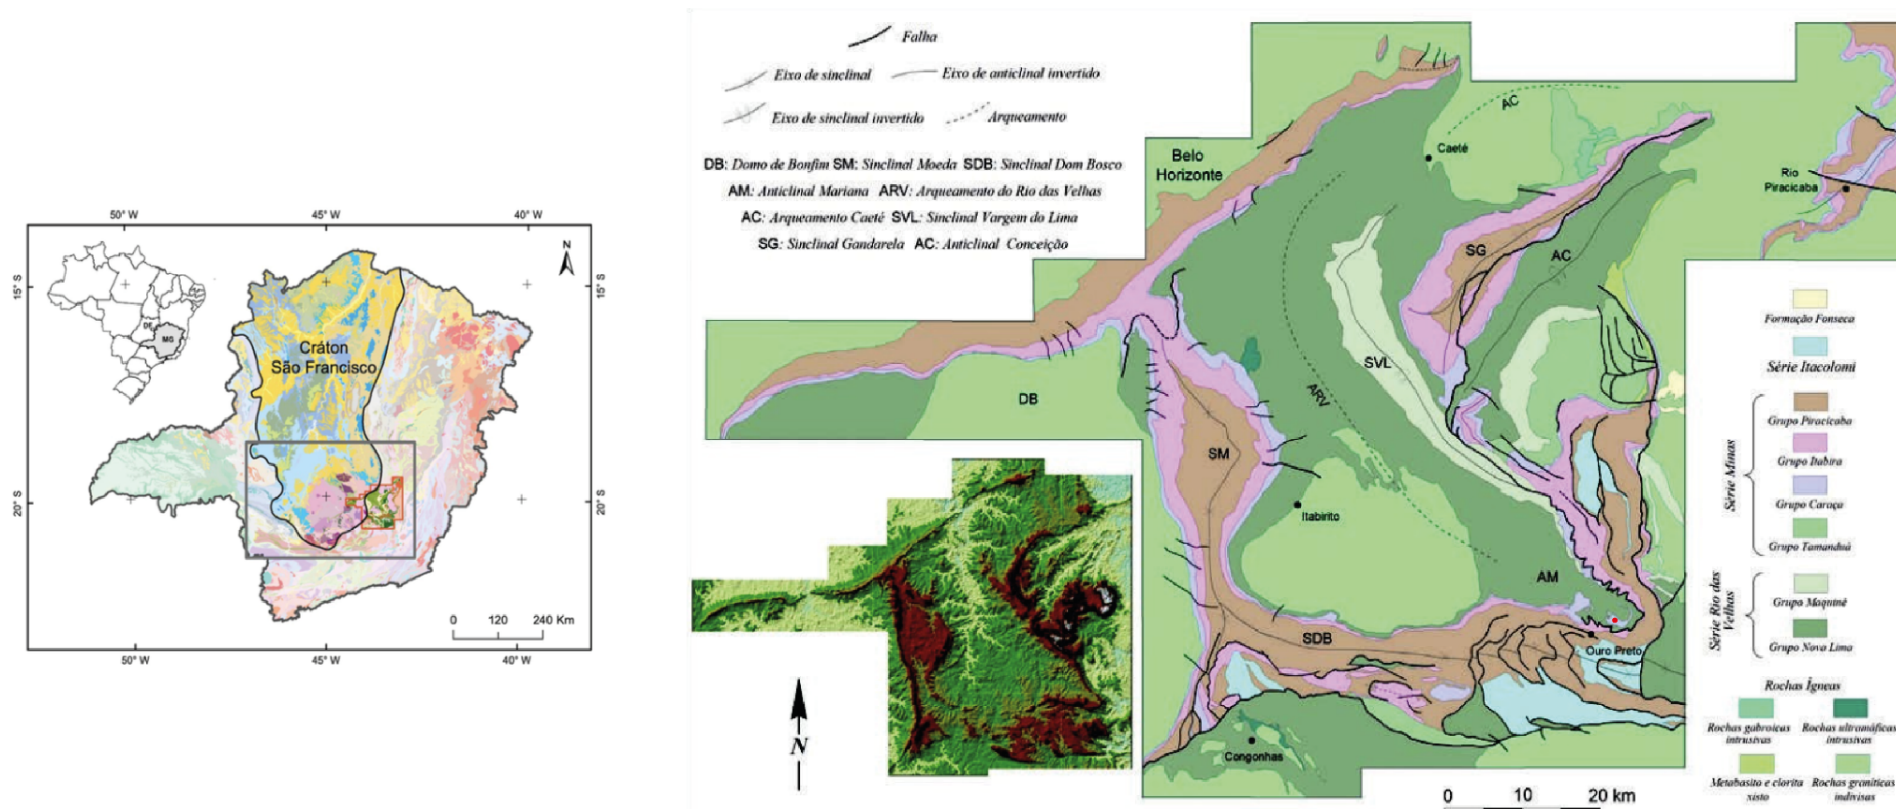 50° W
45° W
40° W
15° S
15° S
N
DF
MG
Cráton
São Francisco
20° S
20° S
0 120 240 Km
50° W
45° W
40° W
Falha
Eixo de sinclinal
Eixo de anticlinal invertido
Eixo de sinclinal invertido
Arqueamento
DB: Domo de Bonfim SM: Sinclinal Moeda SDB: Sinclinal Dom Bosco
AM: Anticlinal Mariana ARV: Arqueamento do Rio das Velhas
AC: Arqueamento Caeté SVL: Sinclinal Vargem do Lima
SG: Sinclinal Gandarela AC: Anticlinal Conceição
Belo
Horizonte
AC
Caeté
Rio
Piracicaba
SG
AC
SVL
ARV
DB
SM
Itabirito
AM
SDB
Ouro Preto
Congonhas
N
0 10 20 km
Formação Fonseca
Série Itacolomi
Série Minas
Grupo Piracicaba
Grupo Itabira
Grupo Caraça
Grupo Tamanduá
Série Rio das
Velhas
Grupo Maquiné
Grupo Nova Lima
Rochas Ígneas
Rochas gabroicas
intrusivas
Rochas ultramáficas
intrusivas
Metabasito e clorita
xisto
Rochas graníticas
indivisas